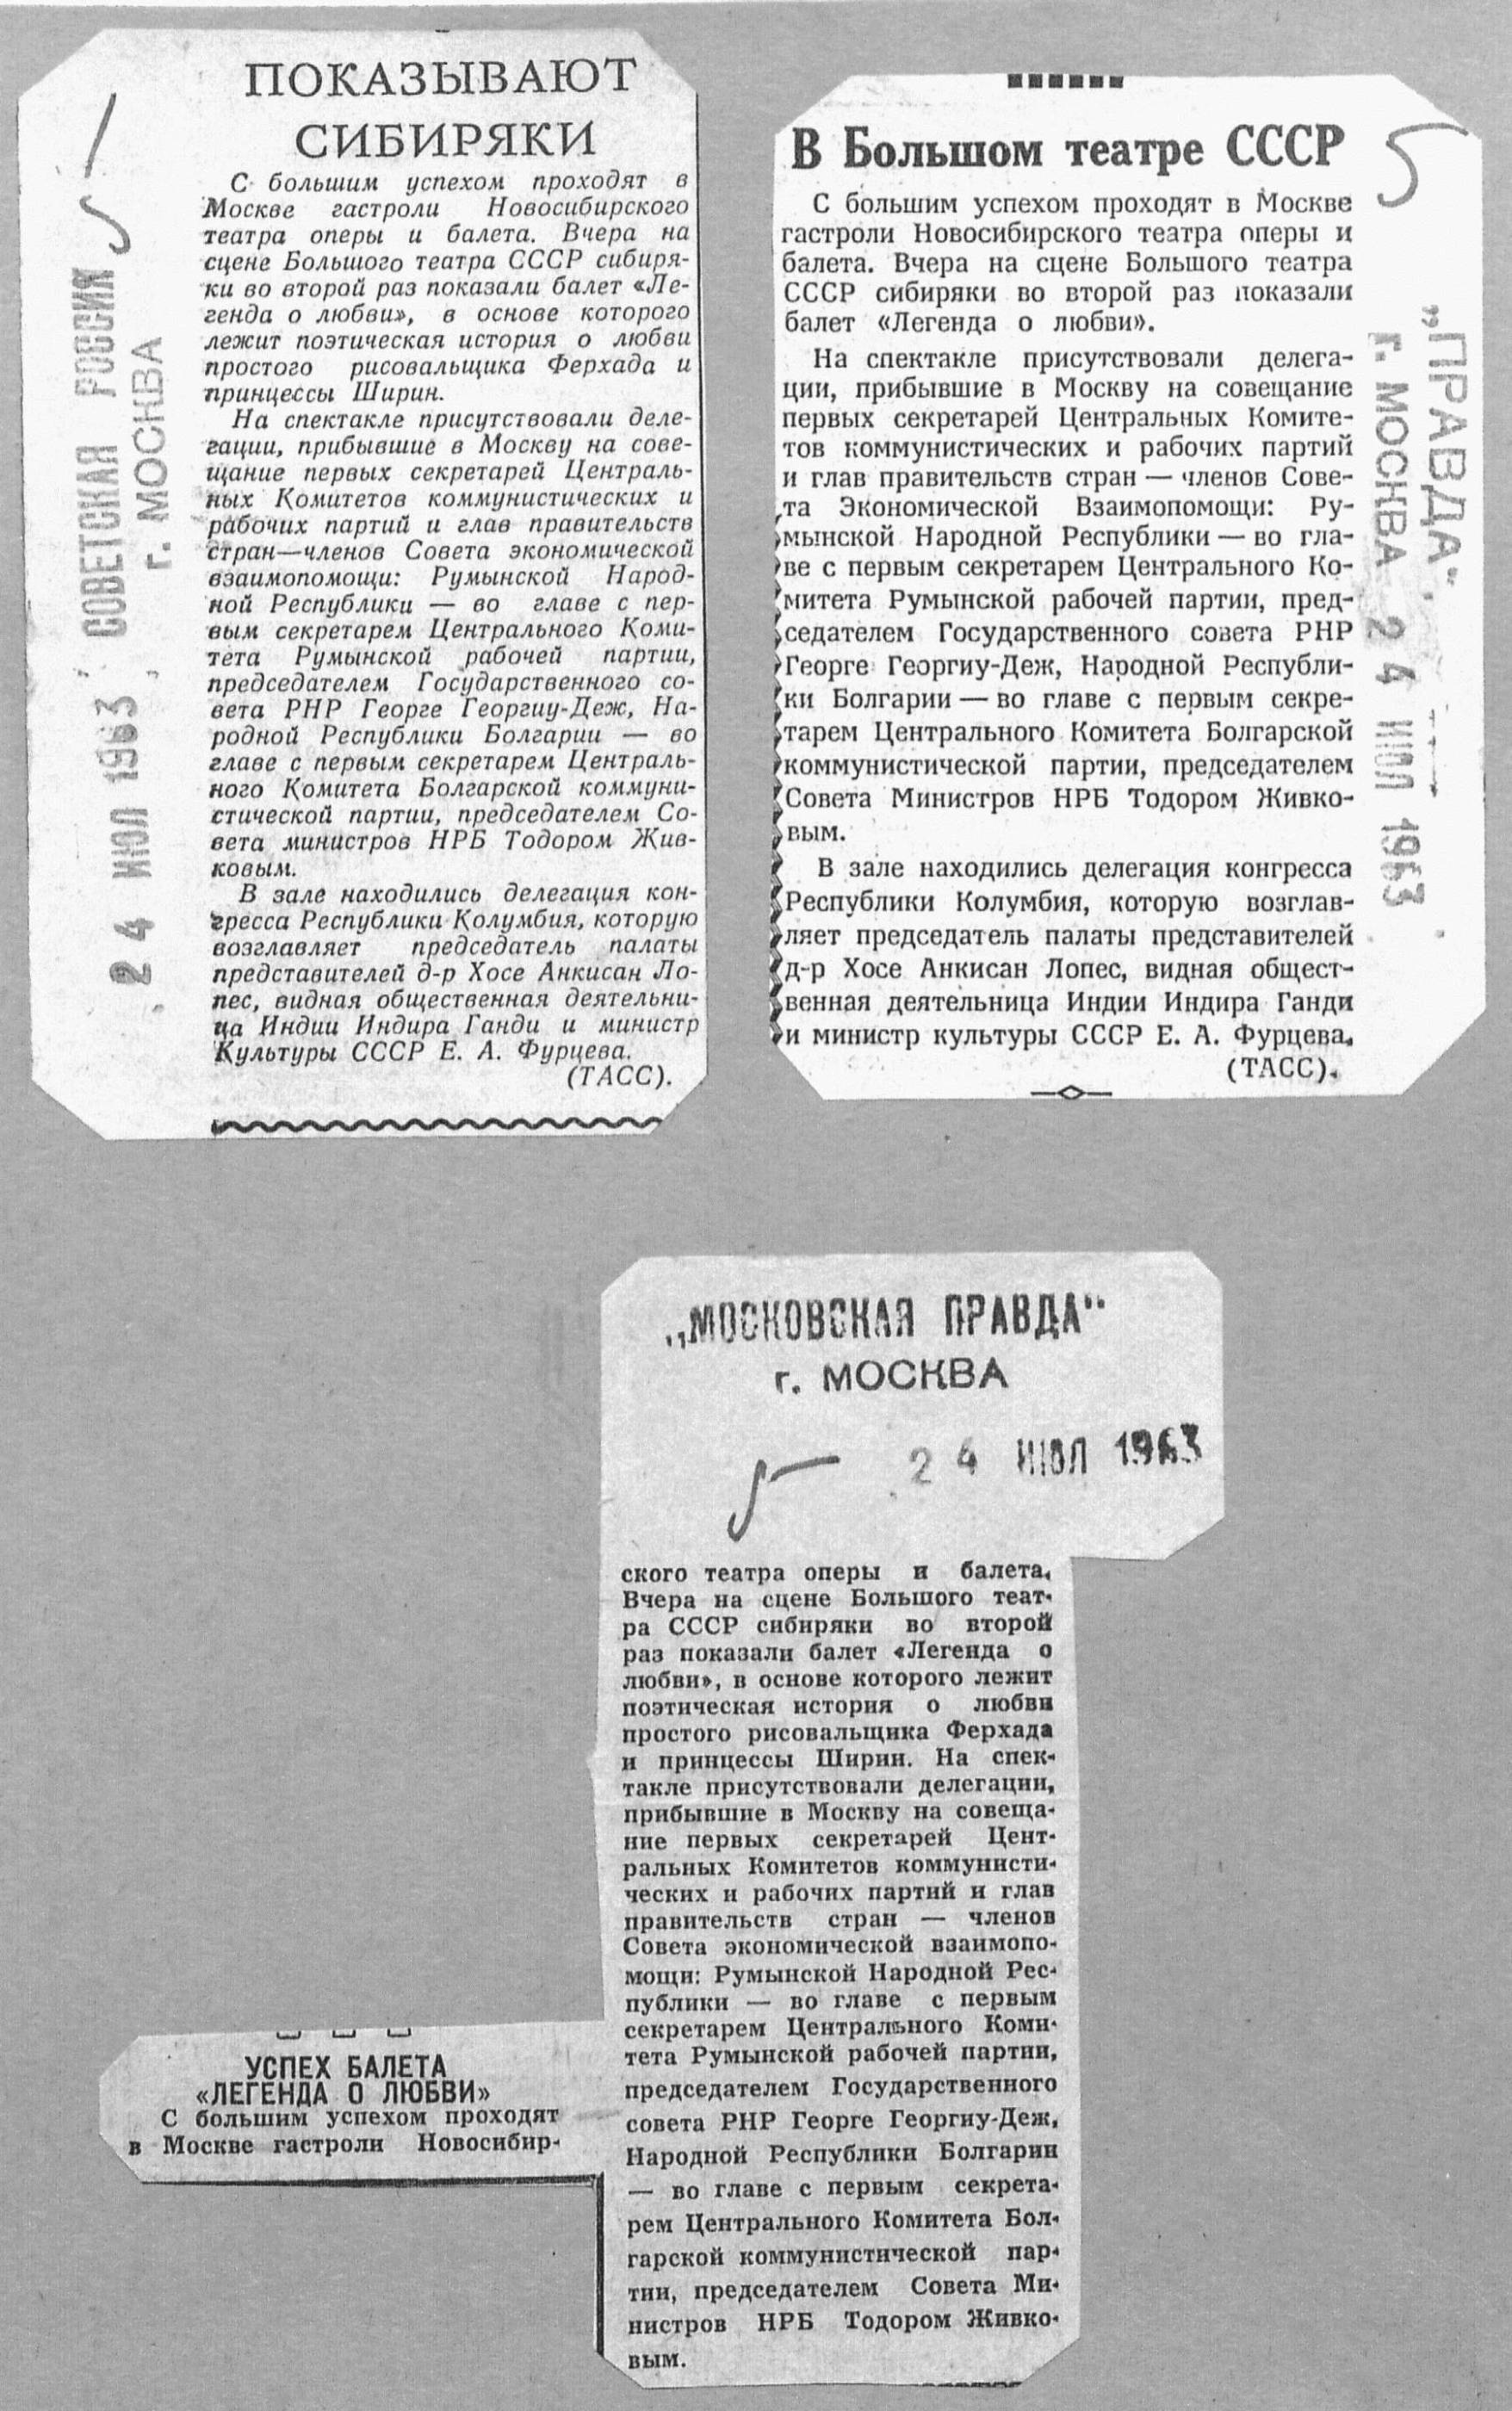 ПОКАЗЫВАЮТ
СИБИРЯКИ
С большим успехом проходят в
Москве гастроли Новосибирского
театра оперы и балета. Вчера на
сцене Большого театра СССР сибиря-
ки во второй раз показали балет «Ле-
генда о любви», в основе которого
лежит поэтическая история о любви
простого рисовальщика Ферхада и
принцессы Ширин.
На спектакле присутствовали деле-
гации, прибывшие в Москву на сове-
щание первых секретарей Централь-
ных Комитетов коммунистических и
рабочих партий и глав правительств
стран—членов Совета экономической
взаимопомощи: Румынской Народ-
ной Республики — во главе с пер-
вым секретарем Центрального Коми-
тета Румынской рабочей партии,
председателем Государственного со-
вета РНР Георге Георгиу-Деж, На-
родной Республики Болгарии — во
главе с первым секретарем Централь-
ного Комитета Болгарской коммуни-
стической партии, председателем Со-
вета министров НРБ Тодором Жив-
ковым.
В зале находились делегация кон-
гресса Республики Колумбия, которую
возглавляет председатель палаты
представителей д-р Хосе Анкисан Ло-
пес, видная общественная деятельни-
ца Индии Индира Ганди и министр
культуры СССР Е. А. Фурцева.
(ТАСС).
СОВЕТСКАЯ РОССИЯ
г. МОСКВА
24 ИЮЛ 1963
В Большом театре СССР
С большим успехом проходят в Москве
гастроли Новосибирского театра оперы и
балета. Вчера на сцене Большого театра
СССР сибиряки во второй раз показали
балет «Легенда о любви».
На спектакле присутствовали делега-
ции, прибывшие в Москву на совещание
первых секретарей Центральных Комите-
тов коммунистических и рабочих партий
и глав правительств стран — членов Сове-
та Экономической Взаимопомощи: Ру-
мынской Народной Республики — во гла-
ве с первым секретарем Центрального Ко-
митета Румынской рабочей партии, пред-
седателем Государственного совета РНР
Георге Георгиу-Деж, Народной Республи-
ки Болгарии — во главе с первым секре-
тарем Центрального Комитета Болгарской
коммунистической партии, председателем
Совета Министров НРБ Тодором Живко-
вым.
В зале находились делегация конгресса
Республики Колумбия, которую возглав-
ляет председатель палаты представителей
д-р Хосе Анкисан Лопес, видная общест-
венная деятельница Индии Индира Ганди
и министр культуры СССР Е. А. Фурцева.
(ТАСС).
„ПРАВДА"
г. МОСКВА 24 ИЮЛ 1963
„МОСКОВСКАЯ ПРАВДА"
г. МОСКВА
24 ИЮЛ 1963
УСПЕХ БАЛЕТА
«ЛЕГЕНДА О ЛЮБВИ»
С большим успехом проходят
в Москве гастроли Новосибир-
ского театра оперы и балета.
Вчера на сцене Большого теат-
ра СССР сибиряки во второй
раз показали балет «Легенда о
любви», в основе которого лежит
поэтическая история о любви
простого рисовальщика Ферхада
и принцессы Ширин. На спек-
такле присутствовали делегации,
прибывшие в Москву на совеща-
ние первых секретарей Цент-
ральных Комитетов коммунисти-
ческих и рабочих партий и глав
правительств стран — членов
Совета экономической взаимопо-
мощи: Румынской Народной Рес-
публики — во главе с первым
секретарем Центрального Коми-
тета Румынской рабочей партии,
председателем Государственного
совета РНР Георге Георгиу-Деж,
Народной Республики Болгарии
— во главе с первым секрета-
рем Центрального Комитета Бол-
гарской коммунистической пар-
тии, председателем Совета Ми-
нистров НРБ Тодором Живко-
вым.